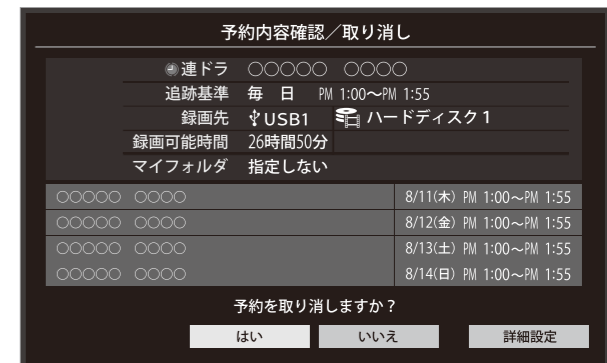 予約内容確認／取り消し
連ドラ ○○○○○ ○○○○
追跡基準 毎 日 PM 1:00〜PM 1:55
録画先 USB1 ハードディスク1
録画可能時間 26時間50分
マイフォルダ 指定しない
○○○○○ ○○○○ 8/11(木) PM 1:00〜PM 1:55
○○○○○ ○○○○ 8/12(金) PM 1:00〜PM 1:55
○○○○○ ○○○○ 8/13(土) PM 1:00〜PM 1:55
○○○○○ ○○○○ 8/14(日) PM 1:00〜PM 1:55
予約を取り消しますか？
はい いいえ 詳細設定